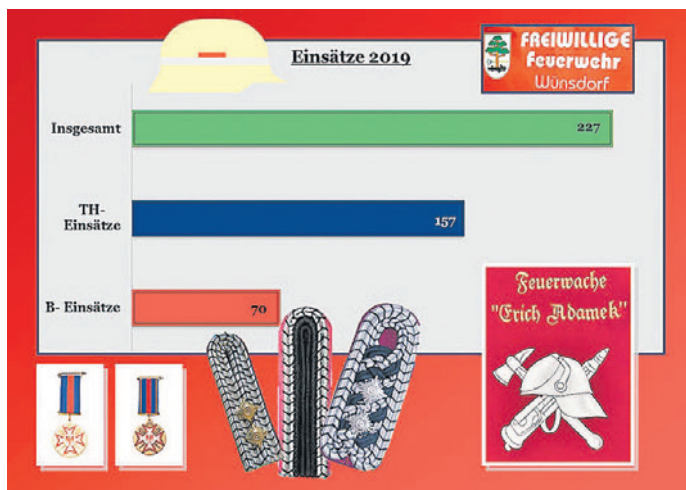 Einsätze 2019
FREIWILLIGE
Feuerwehr
Wünsdorf
Insgesamt
227
TH-
Einsätze
157
B- Einsätze
70
Feuerwache
"Erich Adamek"